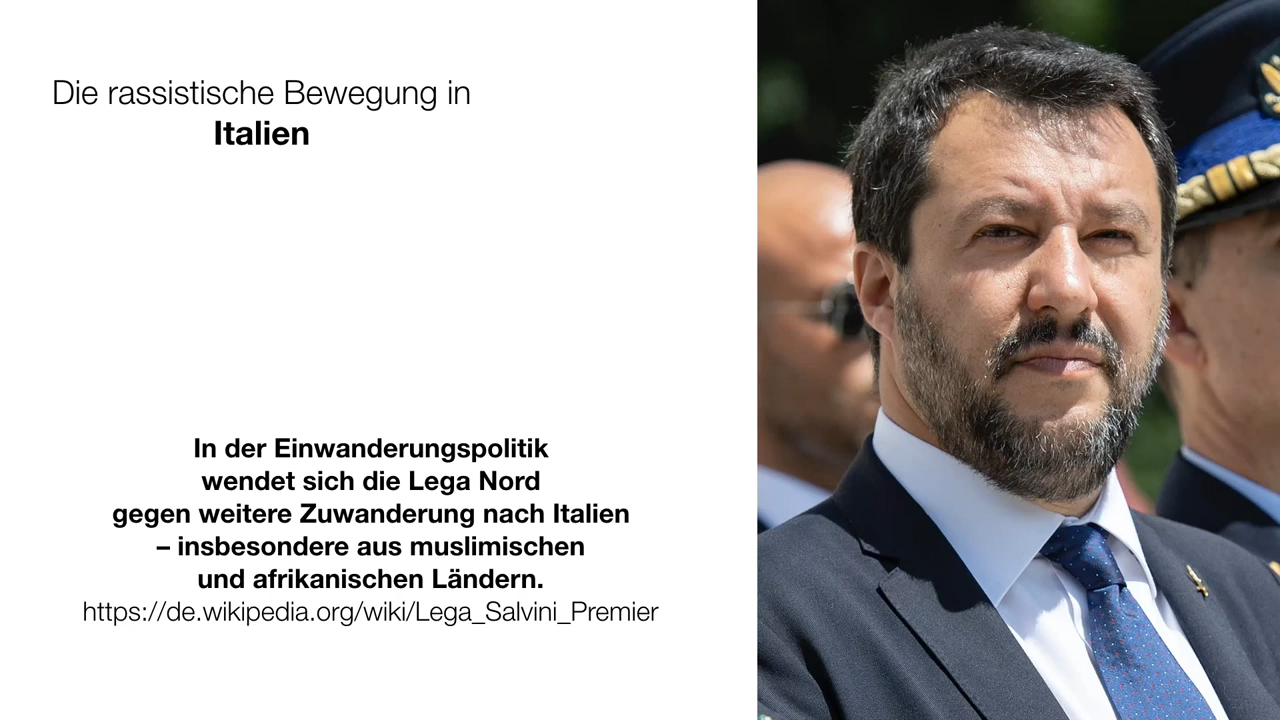 Die rassistische Bewegung in
Italien
In der Einwanderungspolitik
wendet sich die Lega Nord
gegen weitere Zuwanderung nach Italien
– insbesondere aus muslimischen
und afrikanischen Ländern.
https://de.wikipedia.org/wiki/Lega_Salvini_Premier